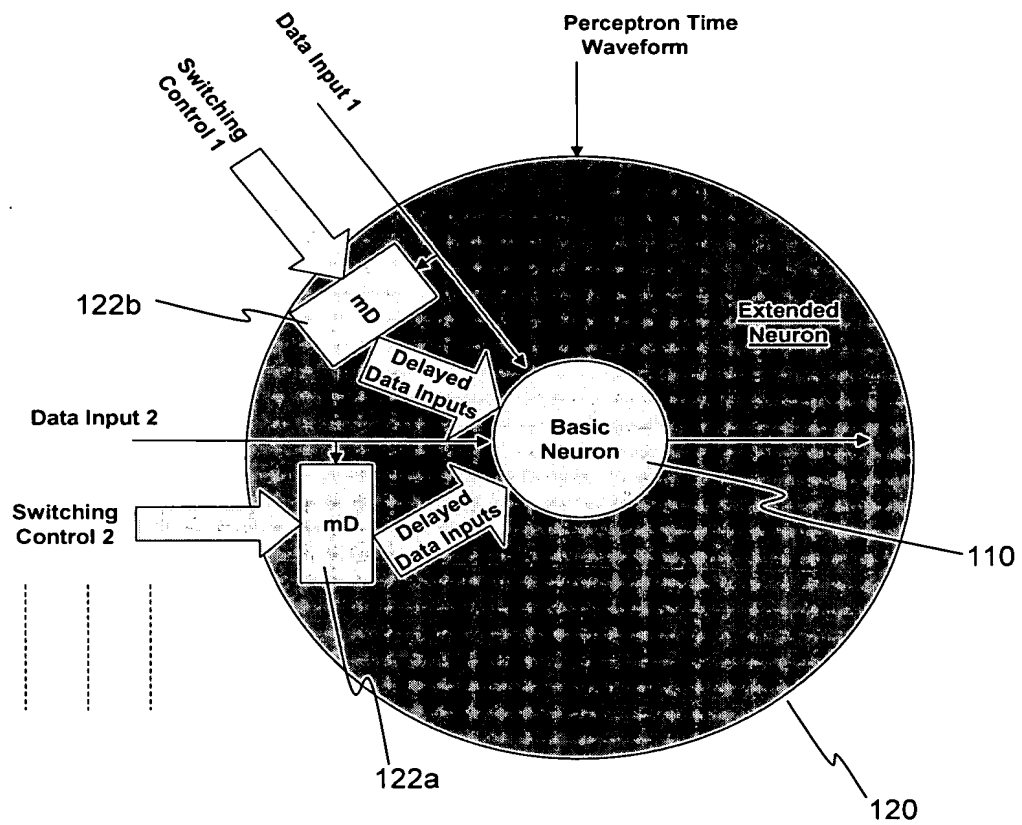 Perceptron Time
Waveform
Data Input 1
Switching
Control 1
122b
mD
Extended
Neuron
Delayed
Data Inputs
Data Input 2
Basic
Neuron
Switching
Control 2
mD
Delayed
Data Inputs
110
122a
120